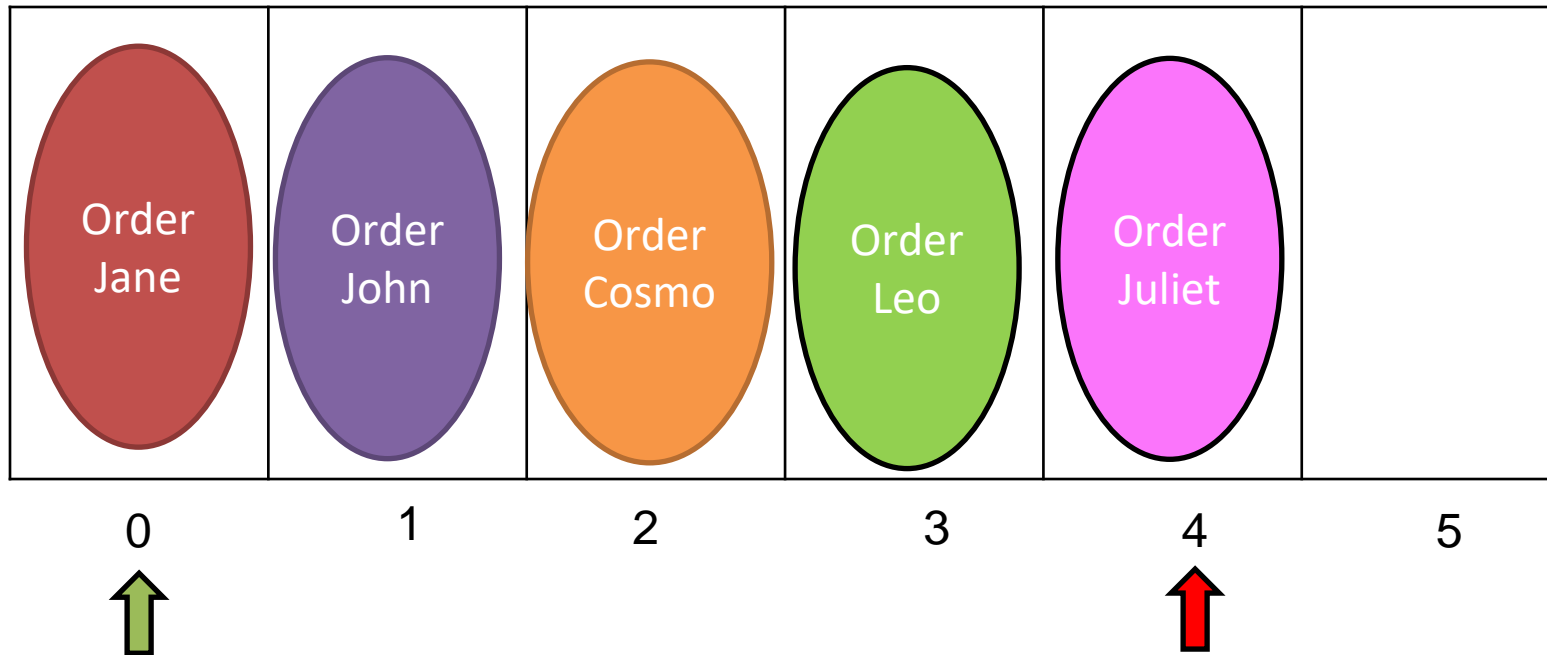 Order
Jane
Order
John
Order
Cosmo
Order
Leo
Order
Juliet
0
1
2
3
4
5